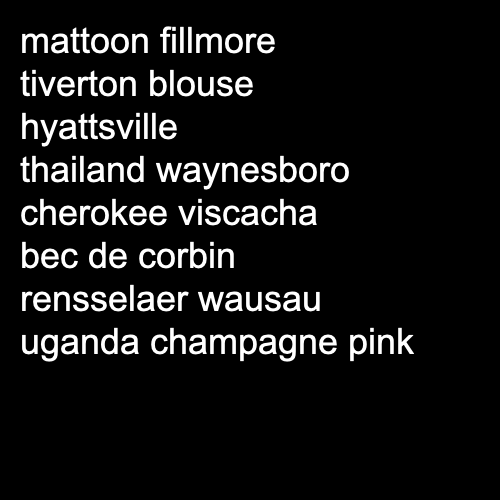 mattoon fillmore
tiverton blouse
hyattsville
thailand waynesboro
cherokee viscacha
bec de corbin
rensselaer wausau
uganda champagne pink